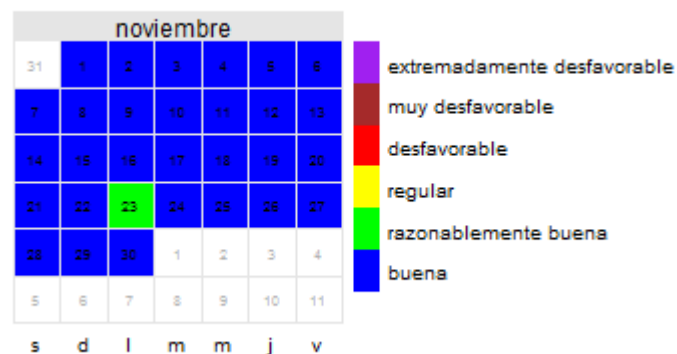 noviembre
31 1 2 3 4 5 6
7 8 9 10 11 12 13
14 15 16 17 18 19 20
21 22 23 24 25 26 27
28 29 30 1 2 3 4
5 6 7 8 9 10 11
s d l m m j v
extremadamente desfavorable
muy desfavorable
desfavorable
regular
razonablemente buena
buena